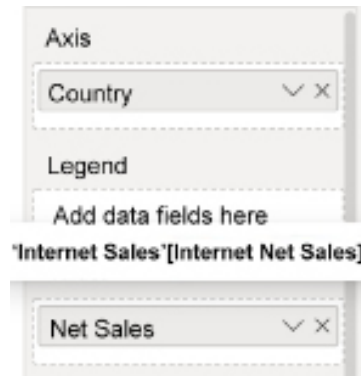 Axis
Country
Legend
Add data fields here
'Internet Sales'[Internet Net Sales]
Net Sales